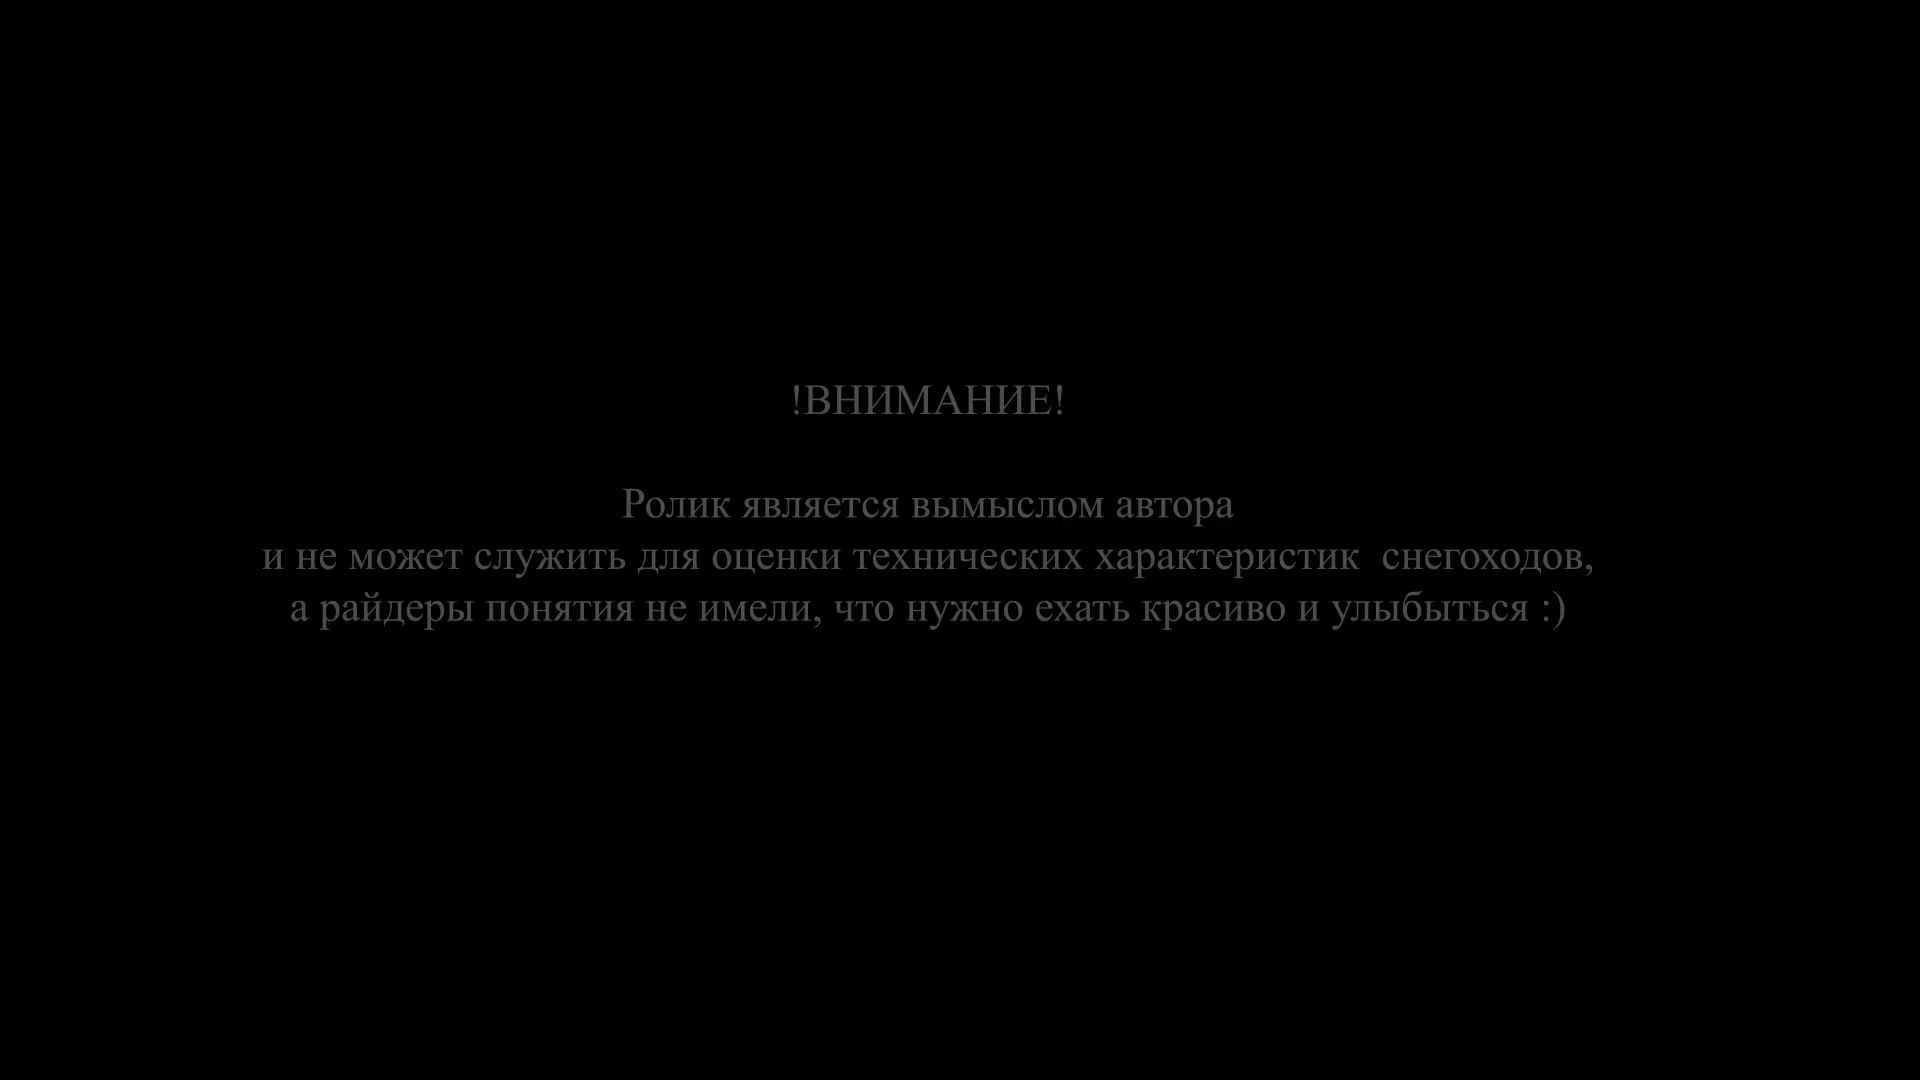 !ВНИМАНИЕ!
Ролик является вымыслом автора
и не может служить для оценки технических характеристик  снегоходов,
а райдеры понятия не имели, что нужно ехать красиво и улыбыться :)